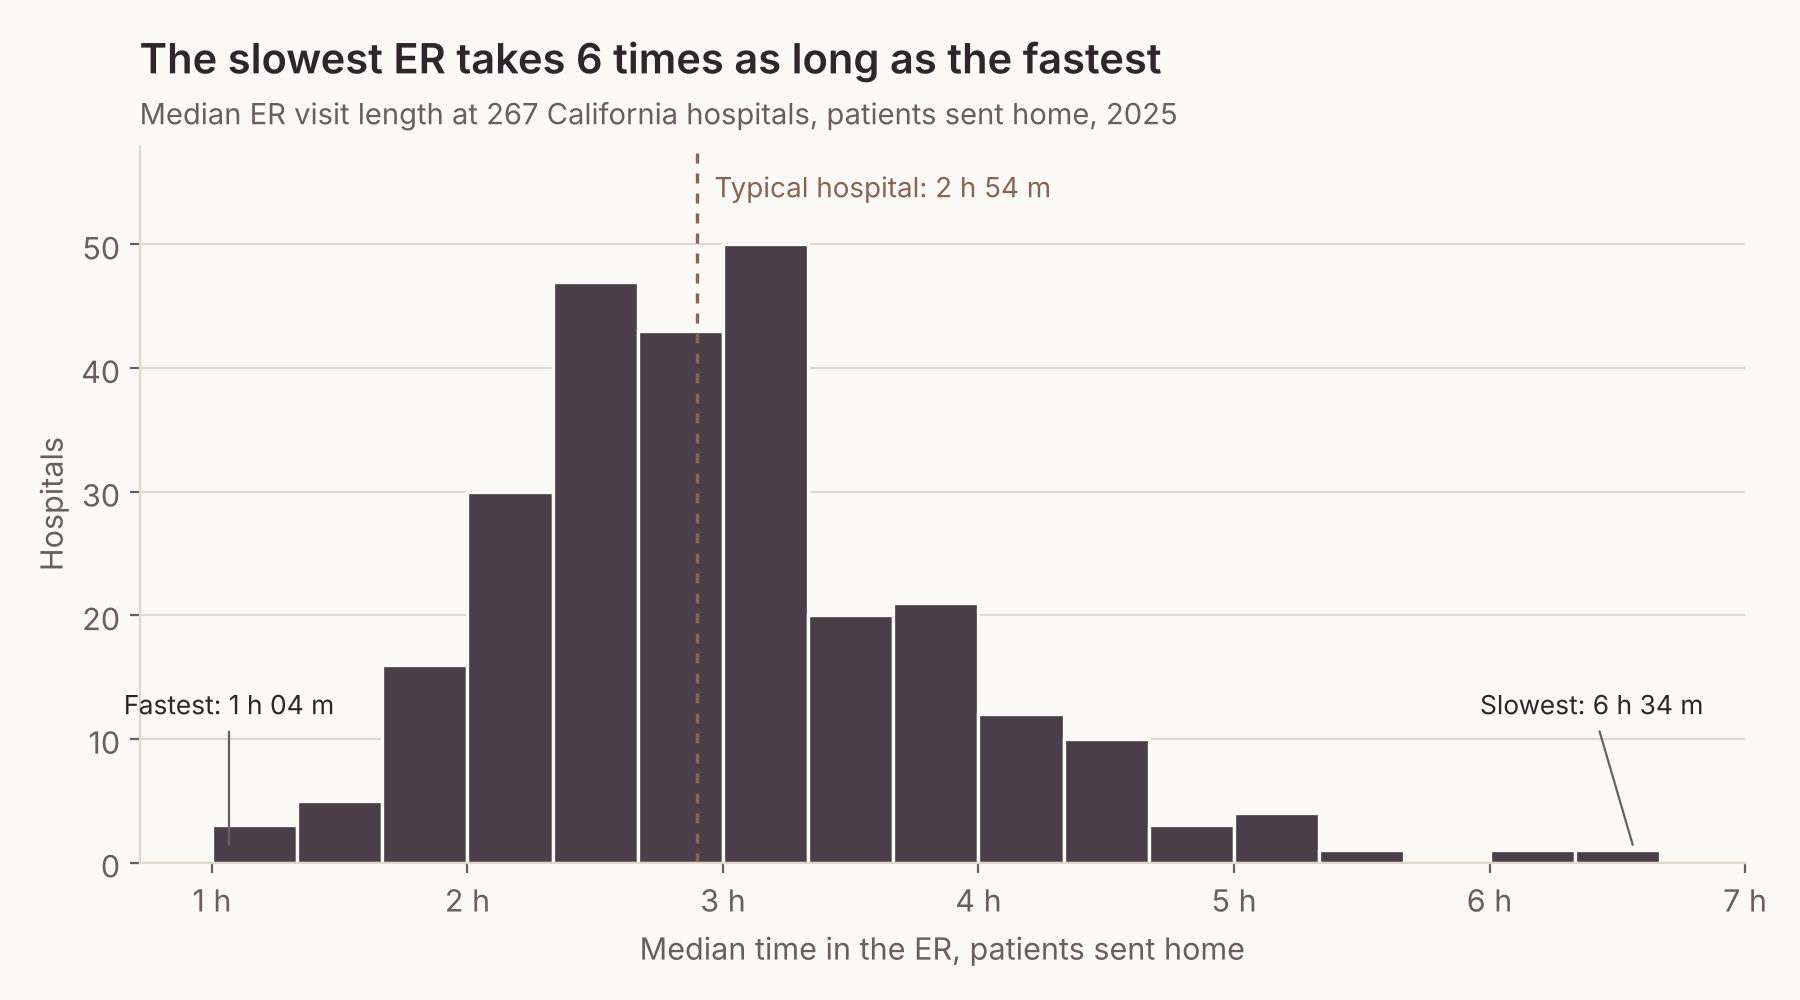 The slowest ER takes 6 times as long as the fastest
Median ER visit length at 267 California hospitals, patients sent home, 2025
Typical hospital: 2 h 54 m
50
40
30
20
10
0
Hospitals
Fastest: 1 h 04 m
Slowest: 6 h 34 m
1 h
2 h
3 h
4 h
5 h
6 h
7 h
Median time in the ER, patients sent home